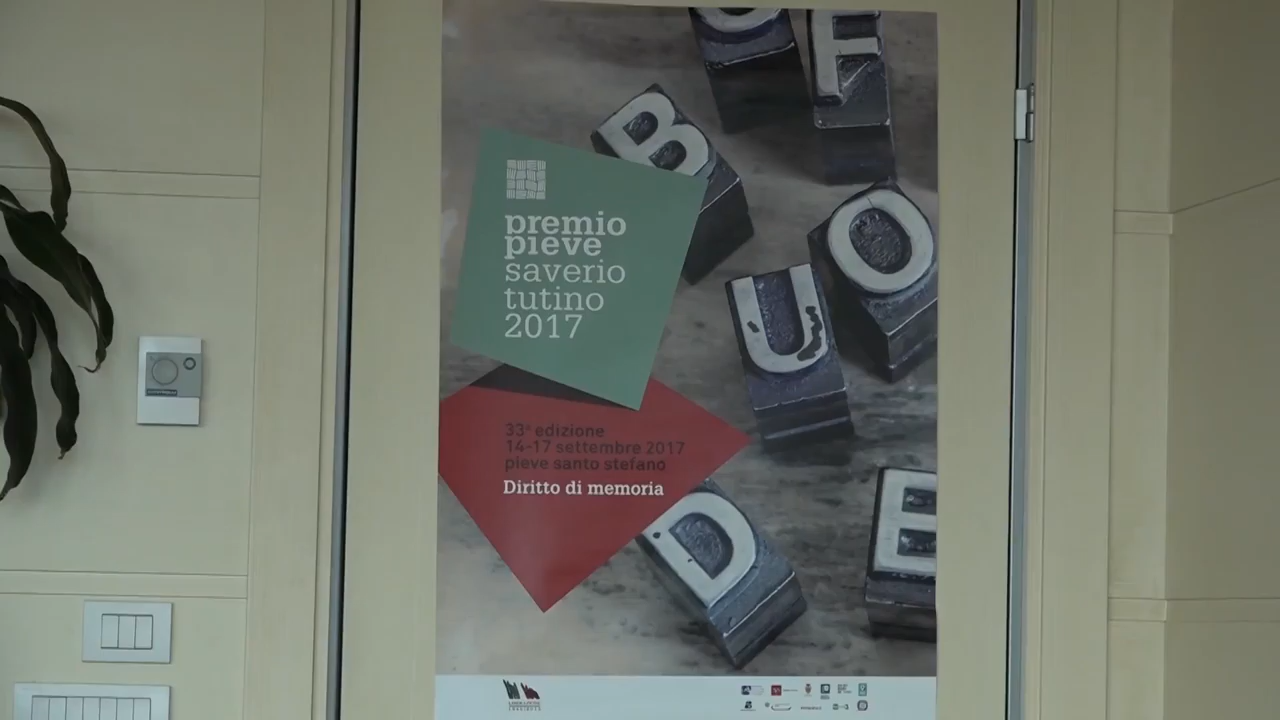 F
B
O
U
premio
pieve
saverio
tutino
2017
33ª edizione
14-17 settembre 2017
pieve santo stefano
Diritto di memoria
D
E